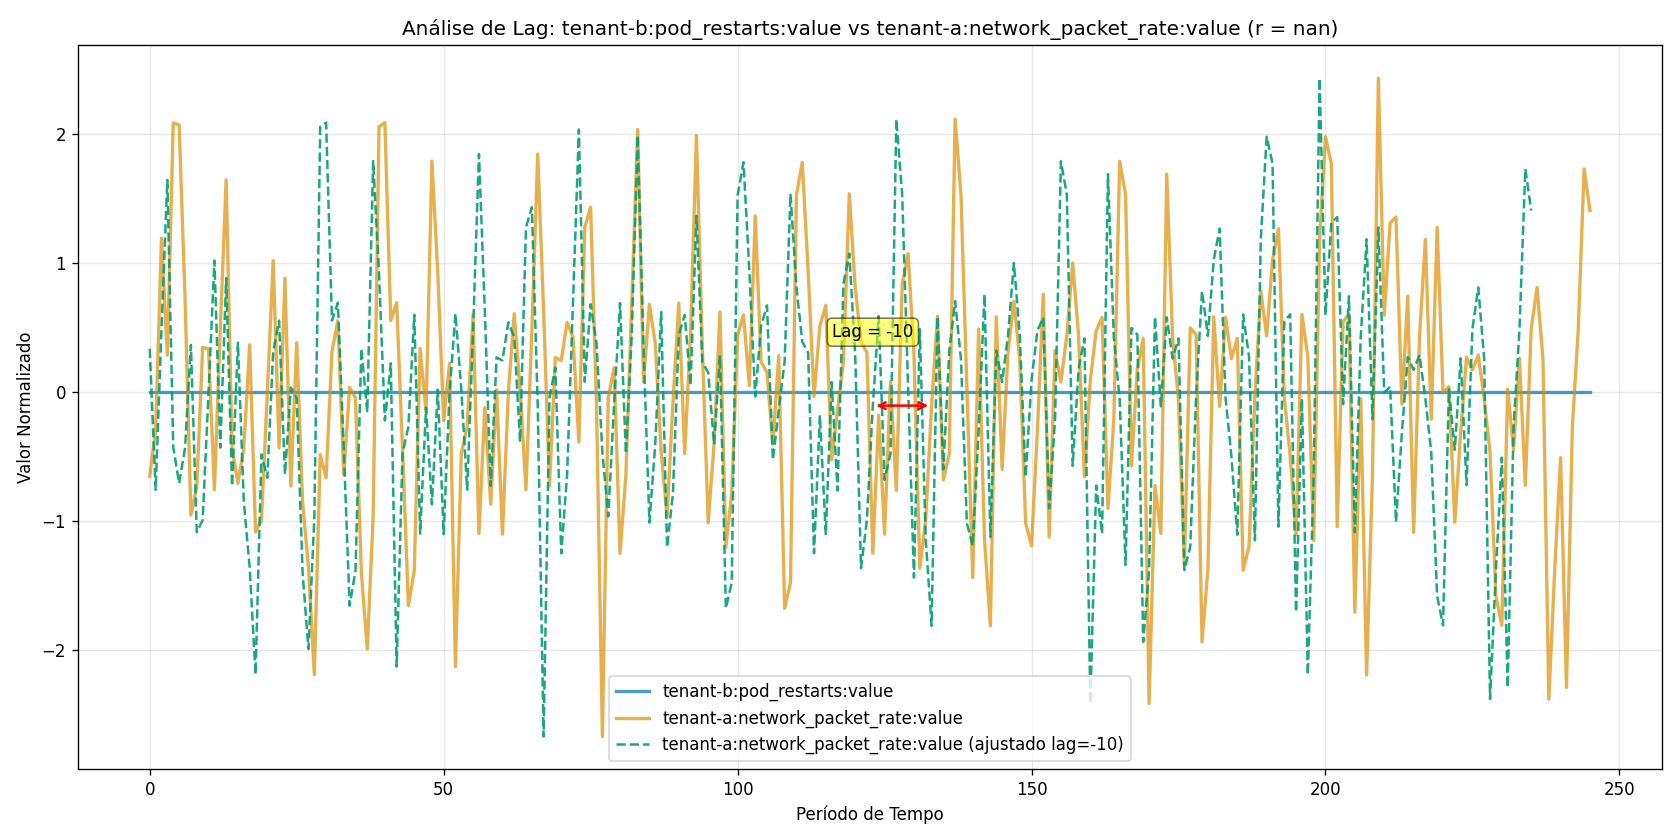 Análise de Lag: tenant-b:pod_restarts:value vs tenant-a:network_packet_rate:value (r = nan)
Valor Normalizado
2
1
0
−1
−2
Lag = -10
tenant-b:pod_restarts:value
tenant-a:network_packet_rate:value
tenant-a:network_packet_rate:value (ajustado lag=-10)
0 50 100 150 200 250
Período de Tempo